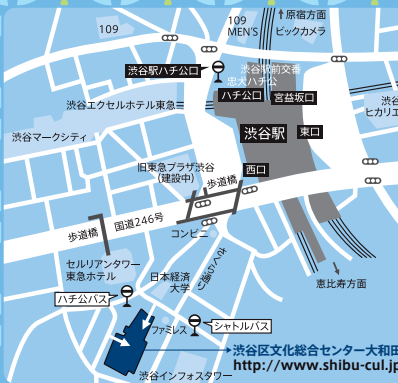 109
109
MEN'S
↑原宿方面
ビックカメラ
渋谷駅ハチ公口
渋谷駅前交番
忠犬ハチ公
ハチ公口
宮益坂口
渋谷エクセルホテル東急
渋谷
ヒカリエ
渋谷マークシティ
渋谷駅
東口
旧東急プラザ渋谷
(建設中)
西口
歩道橋
国道246号
歩道橋
コンビニ
さくら通り
セルリアンタワー
東急ホテル
日本経済
大学
恵比寿方面
ハチ公バス
ファミレス
シャトルバス
渋谷区文化総合センター大和田
http://www.shibu-cul.jp
渋谷インフォスタワー